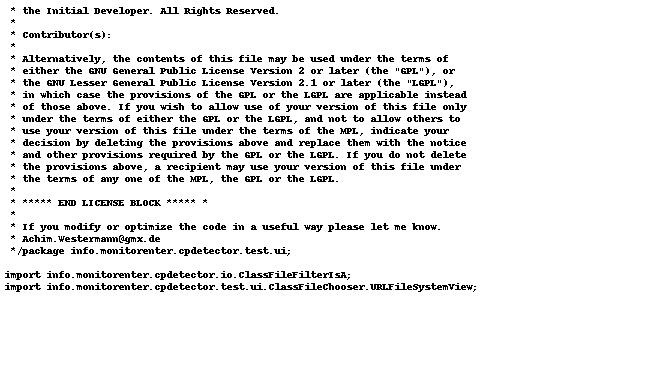 * the Initial Developer. All Rights Reserved.
*
* Contributor(s):
*
* Alternatively, the contents of this file may be used under the terms of
* either the GNU General Public License Version 2 or later (the "GPL"), or
* the GNU Lesser General Public License Version 2.1 or later (the "LGPL"),
* in which case the provisions of the GPL or the LGPL are applicable instead
* of those above. If you wish to allow use of your version of this file only
* under the terms of either the GPL or the LGPL, and not to allow others to
* use your version of this file under the terms of the MPL, indicate your
* decision by deleting the provisions above and replace them with the notice
* and other provisions required by the GPL or the LGPL. If you do not delete
* the provisions above, a recipient may use your version of this file under
* the terms of any one of the MPL, the GPL or the LGPL.
*
* ***** END LICENSE BLOCK ***** *
*
* If you modify or optimize the code in a useful way please let me know.
* Achim.Westermann@gmx.de
*/package info.monitorenter.cpdetector.test.ui;
import info.monitorenter.cpdetector.io.ClassFileFilterIsA;
import info.monitorenter.cpdetector.test.ui.ClassFileChooser.URLFileSystemView;